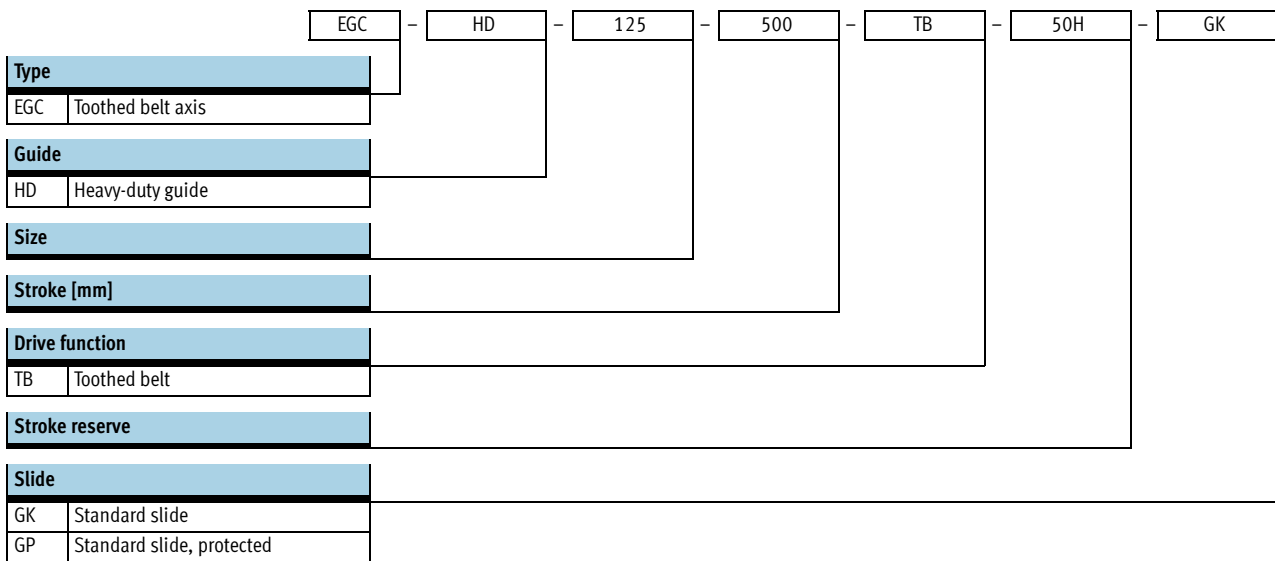 EGC – HD – 125 – 500 – TB – 50H – GK
Type
EGC Toothed belt axis
Guide
HD Heavy-duty guide
Size
Stroke [mm]
Drive function
TB Toothed belt
Stroke reserve
Slide
GK Standard slide
GP Standard slide, protected